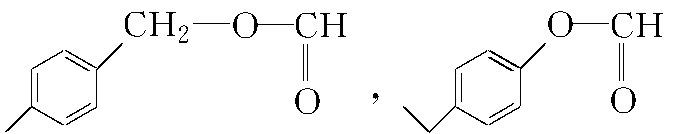 CH₂—O—CH O—CH
O , O